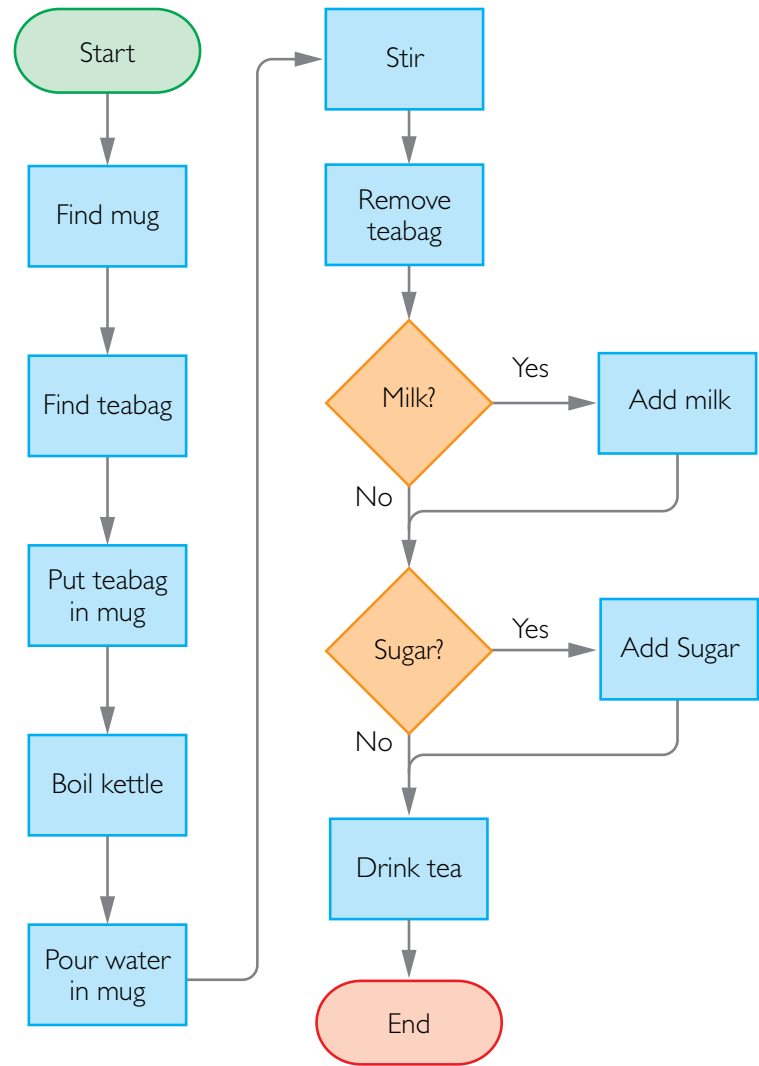 Start
Find mug
Find teabag
Put teabag
in mug
Boil kettle
Pour water
in mug
Stir
Remove
teabag
Milk?
Yes
Add milk
No
Sugar?
Yes
Add Sugar
No
Drink tea
End